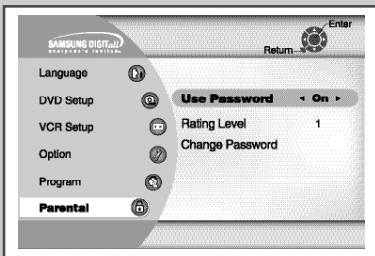 Enter
SAMSUNG DIGITall
everyone's invited
Return
Language
DVD Setup
Use Password ◂ On ▸
VCR Setup
Rating Level 1
Change Password
Option
Program
Parental